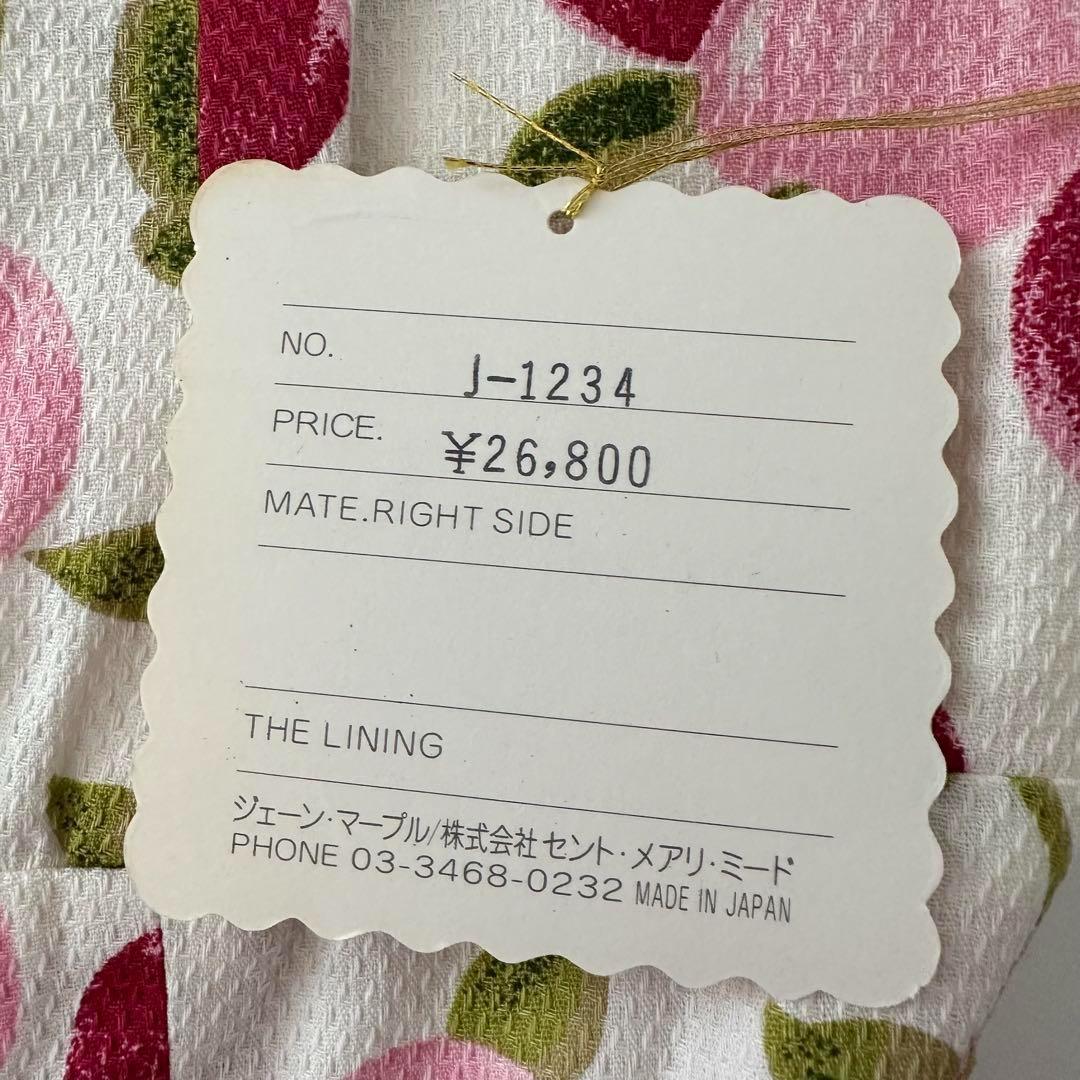 NO. J-1234
PRICE. ¥26,800
MATE.RIGHT SIDE
THE LINING
ジェーン・マープル/株式会社 セント・メアリ・ミード
PHONE 03-3468-0232 MADE IN JAPAN